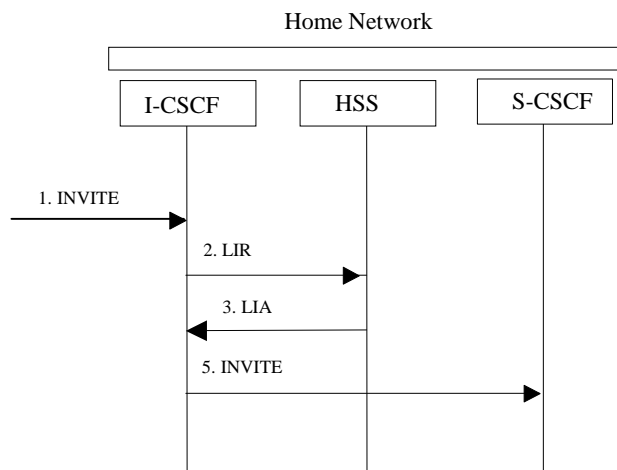 Home Network
I-CSCF
HSS
S-CSCF
1. INVITE
2. LIR
3. LIA
5. INVITE